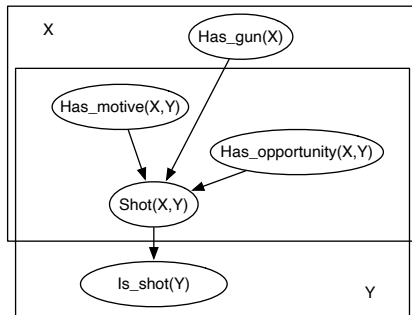 X
Has_gun(X)
Has_motive(X,Y)
Has_opportunity(X,Y)
Shot(X,Y)
Is_shot(Y)
Y